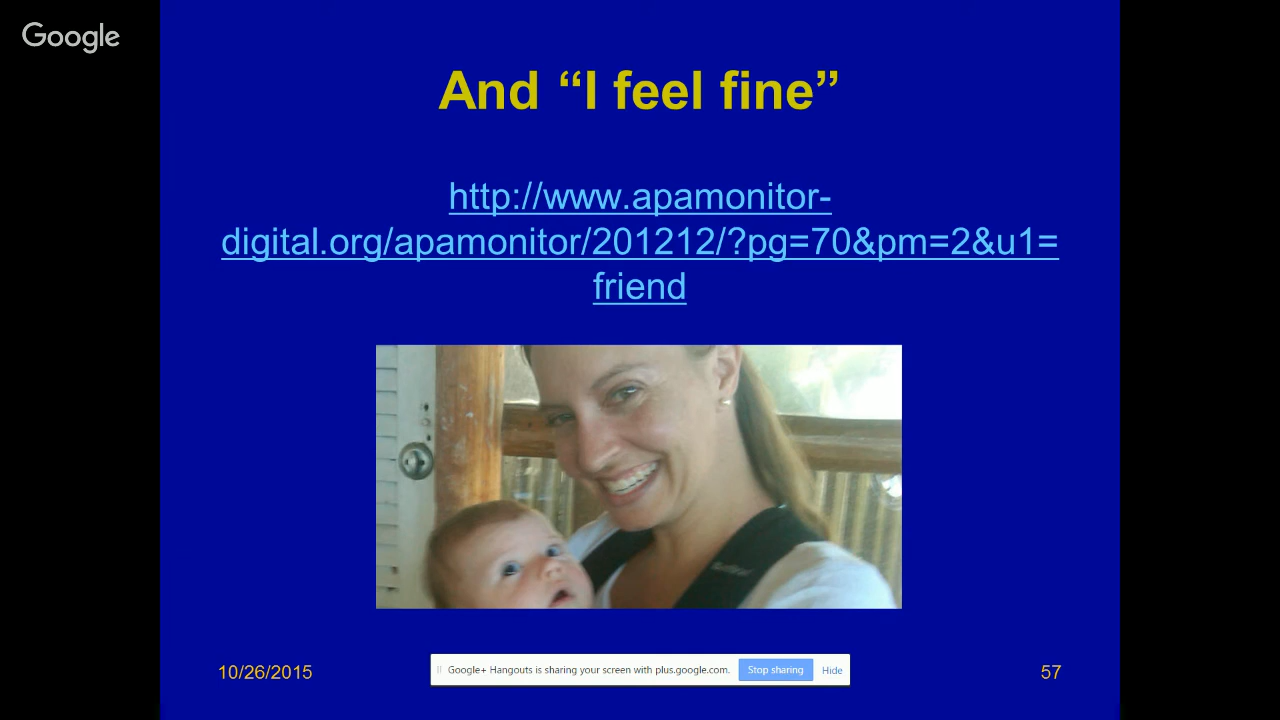 Google
And “I feel fine”
http://www.apamonitor-
digital.org/apamonitor/201212/?pg=70&pm=2&u1=
friend
10/26/2015
Google+ Hangouts is sharing your screen with plus.google.com.
Stop sharing
Hide
57